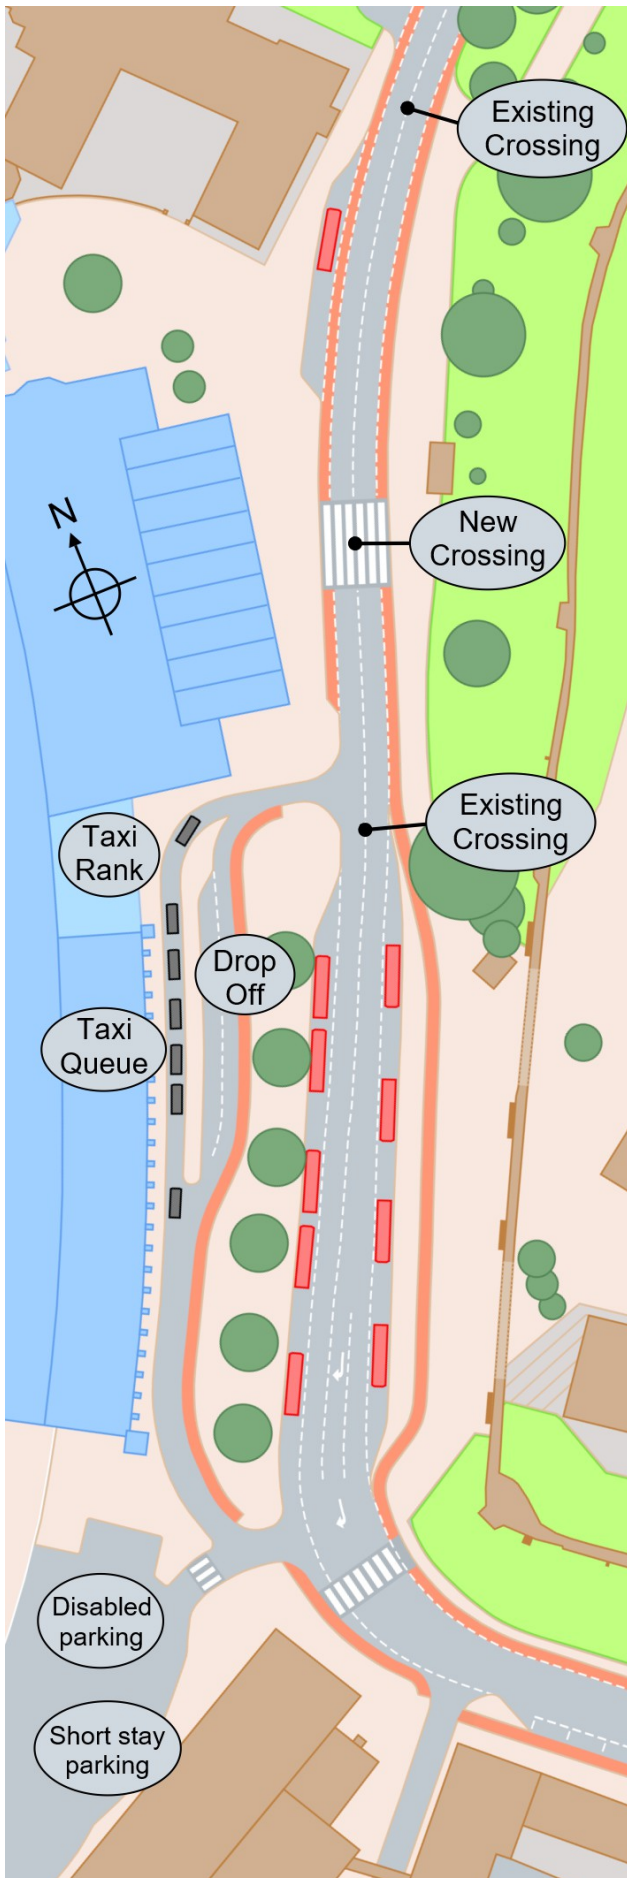 Existing
Crossing
N
New
Crossing
Existing
Crossing
Taxi
Rank
Drop
Off
Taxi
Queue
Disabled
parking
Short stay
parking